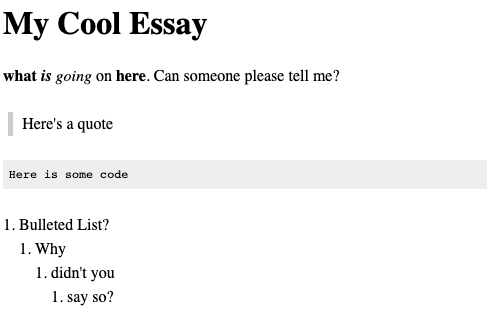 My Cool Essay
what is going on here. Can someone please tell me?
Here's a quote
Here is some code
1. Bulleted List?
1. Why
1. didn't you
1. say so?